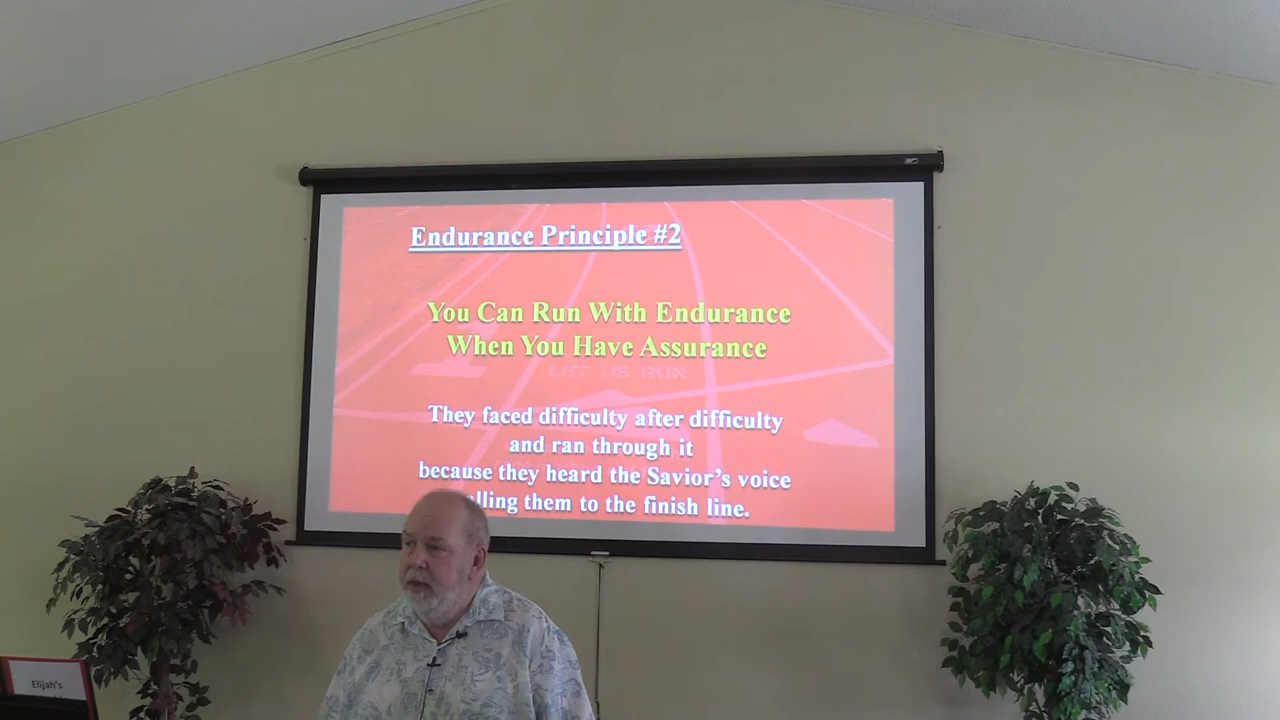 Endurance Principle #2
You Can Run With Endurance
When You Have Assurance
LET US RUN
They faced difficulty after difficulty
and ran through it
because they heard the Savior's voice
lling them to the finish line.
Elijah's